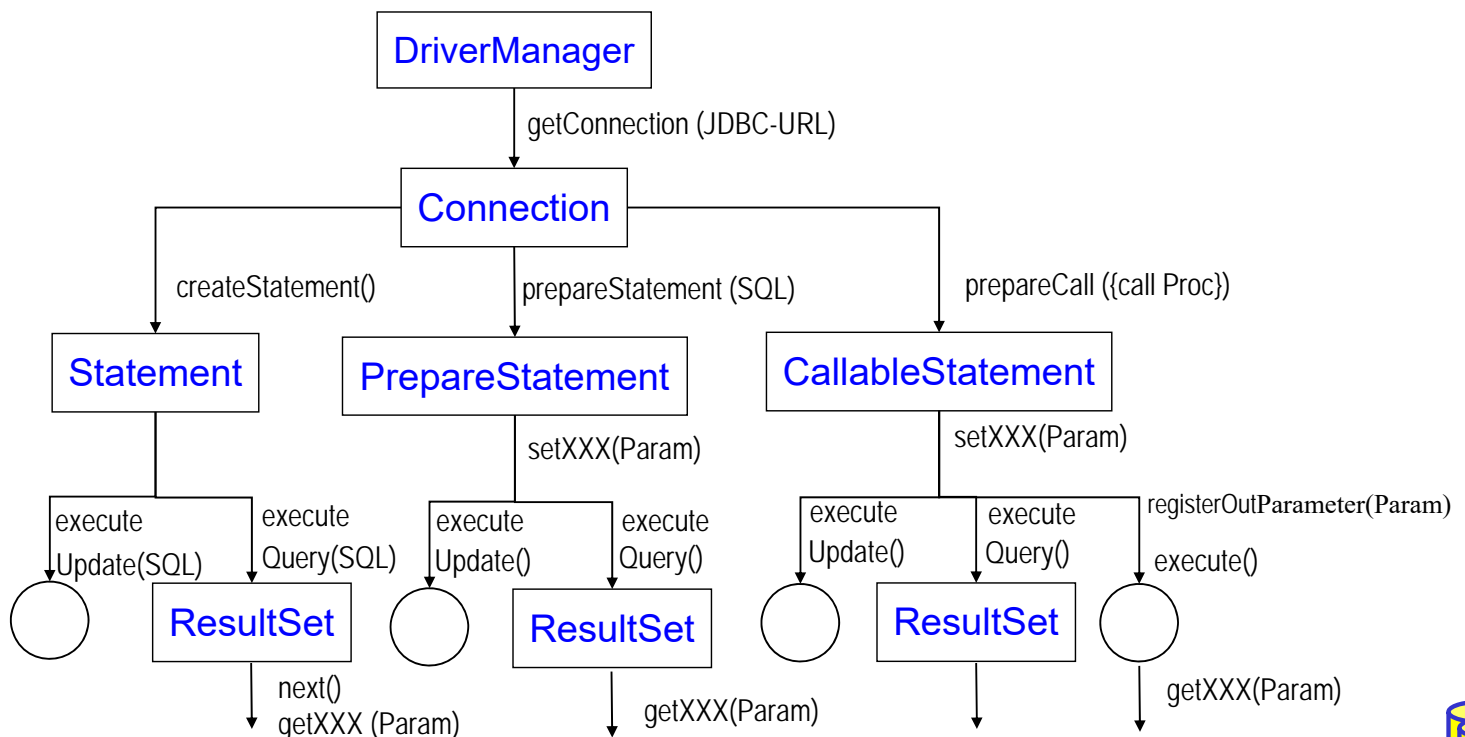 DriverManager
getConnection (JDBC-URL)
Connection
createStatement()
prepareStatement (SQL)
prepareCall ({call Proc})
Statement
PrepareStatement
CallableStatement
setXXX(Param)
setXXX(Param)
execute
Update(SQL)
execute
Query(SQL)
execute
Update()
execute
Query()
execute
Update()
execute
Query()
registerOutParameter(Param)
execute()
ResultSet
ResultSet
ResultSet
next()
getXXX (Param)
getXXX(Param)
getXXX(Param)